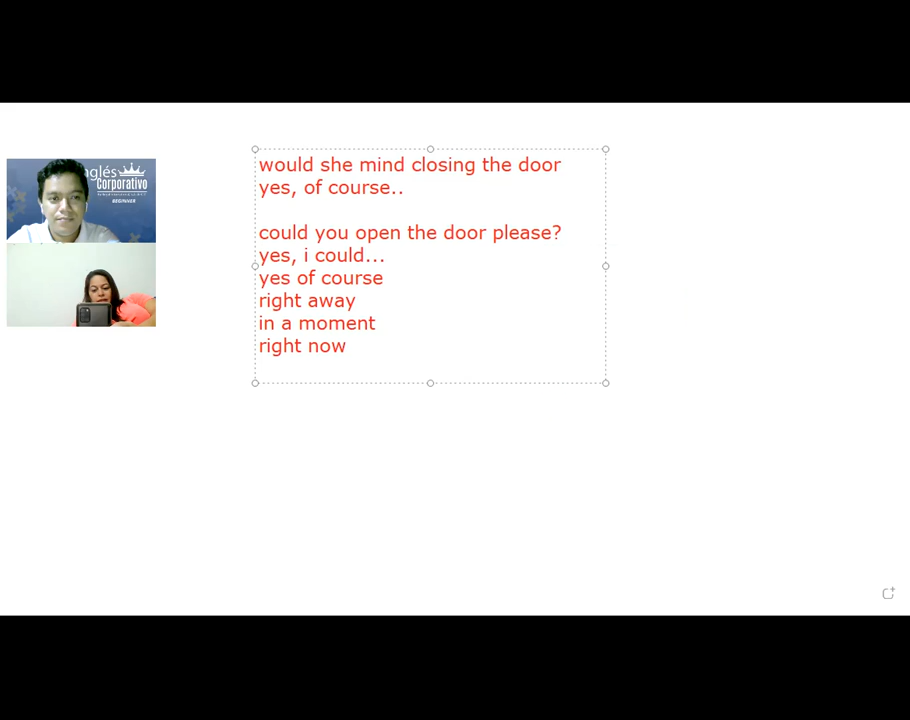 nglés
Corporativo
BEGINNER
would she mind closing the door
yes, of course..
could you open the door please?
yes, i could...
yes of course
right away
in a moment
right now